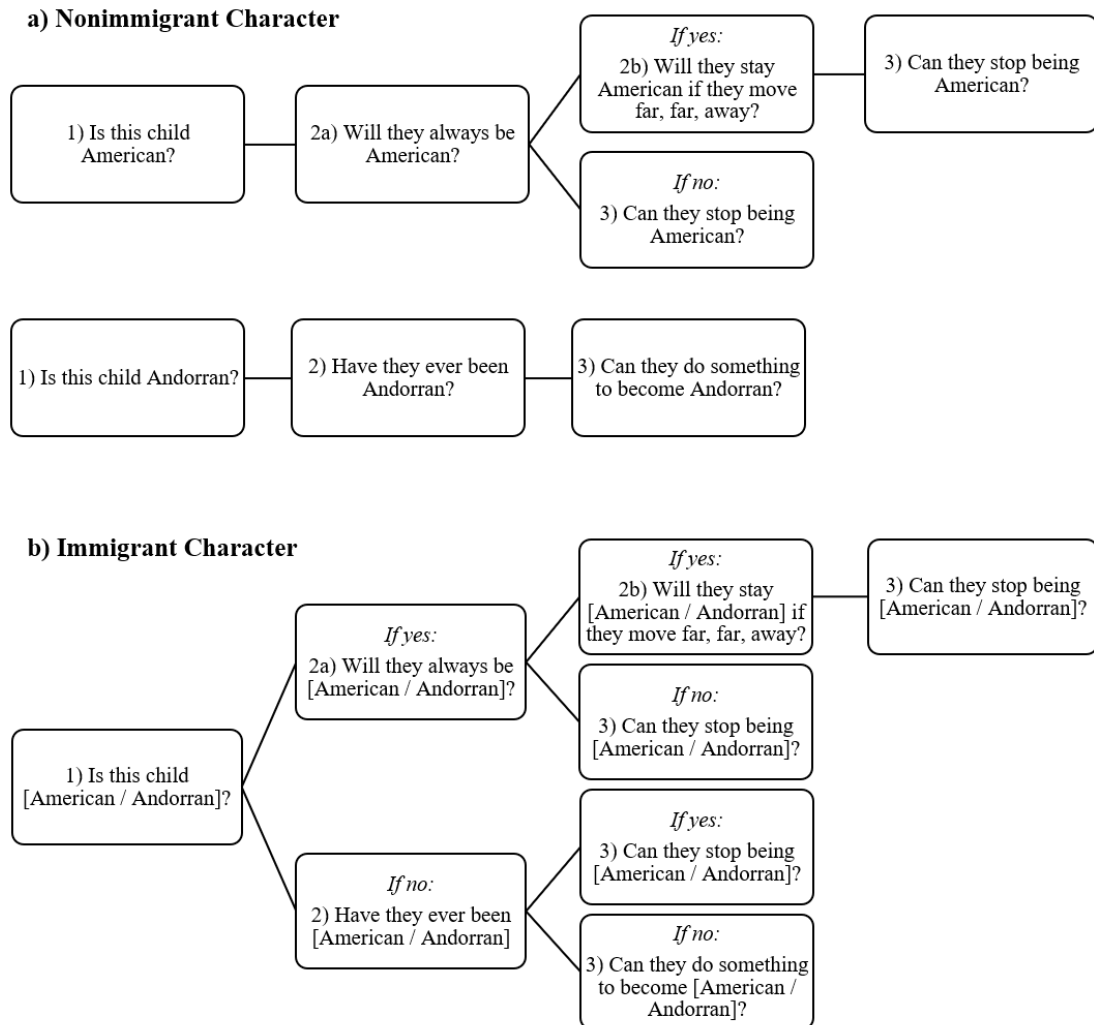 a) Nonimmigrant Character
1) Is this child
American?
2a) Will they always be
American?
If yes:
2b) Will they stay
American if they move
far, far, away?
3) Can they stop being
American?
If no:
3) Can they stop being
American?
1) Is this child Andorran?
2) Have they ever been
Andorran?
3) Can they do something
to become Andorran?
b) Immigrant Character
1) Is this child
[American / Andorran]?
If yes:
2a) Will they always be
[American / Andorran]?
If yes:
2b) Will they stay
[American / Andorran] if
they move far, far, away?
3) Can they stop being
[American / Andorran]?
If no:
3) Can they stop being
[American / Andorran]?
If no:
2) Have they ever been
[American / Andorran]
If yes:
3) Can they stop being
[American / Andorran]?
If no:
3) Can they do something
to become [American /
Andorran]?